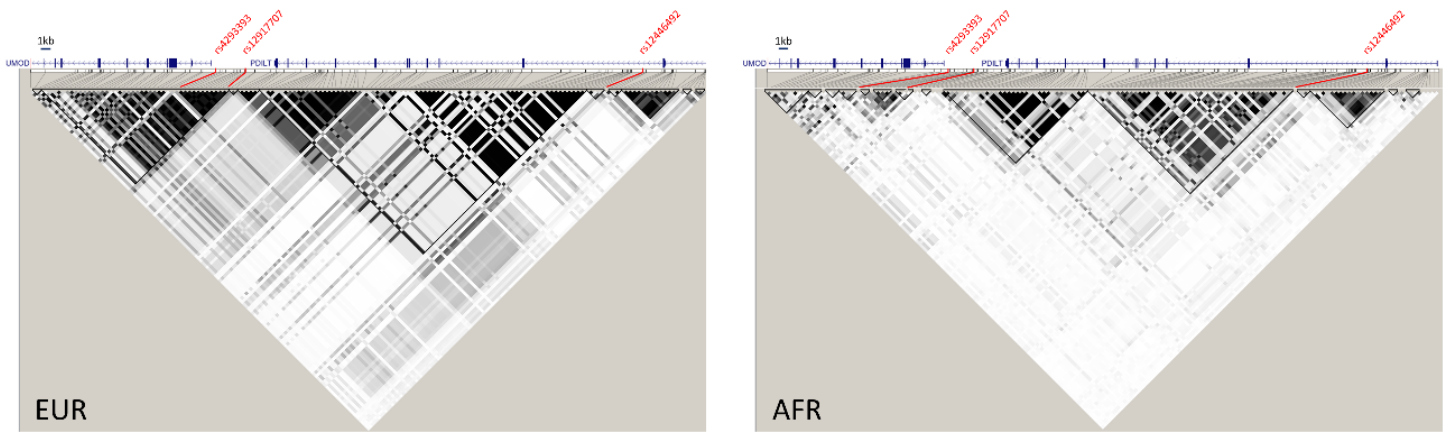 rs4293393
rs12917707
rs12446492
1kb
UMOD
PDILT
EUR
rs4293393
rs12917707
rs12446492
1kb
UMOD
PDILT
AFR